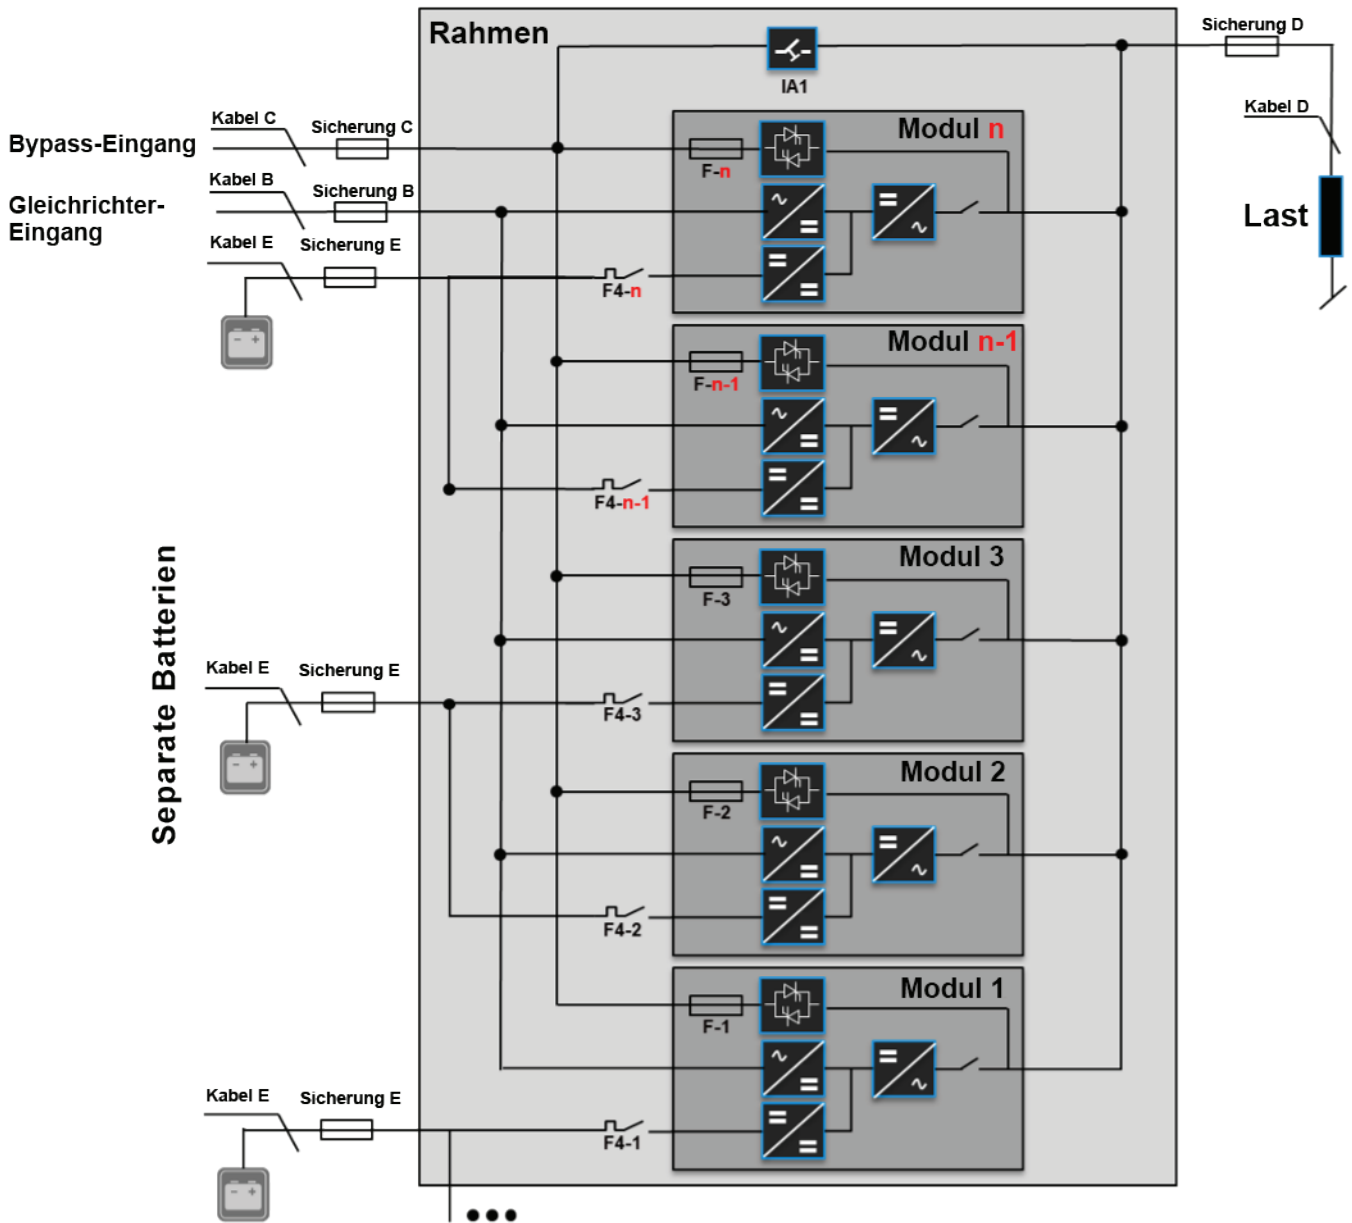 Rahmen
Sicherung D
IA1
Kabel C
Sicherung C
Kabel D
Bypass-Eingang
Modul n
F-n
Kabel B
Sicherung B
Gleichrichter-
Eingang
Last
Kabel E
Sicherung E
F4-n
Modul n-1
F-n-1
F4-n-1
Separate Batterien
Modul 3
F-3
Kabel E
Sicherung E
F4-3
Modul 2
F-2
F4-2
Modul 1
F-1
Kabel E
Sicherung E
F4-1